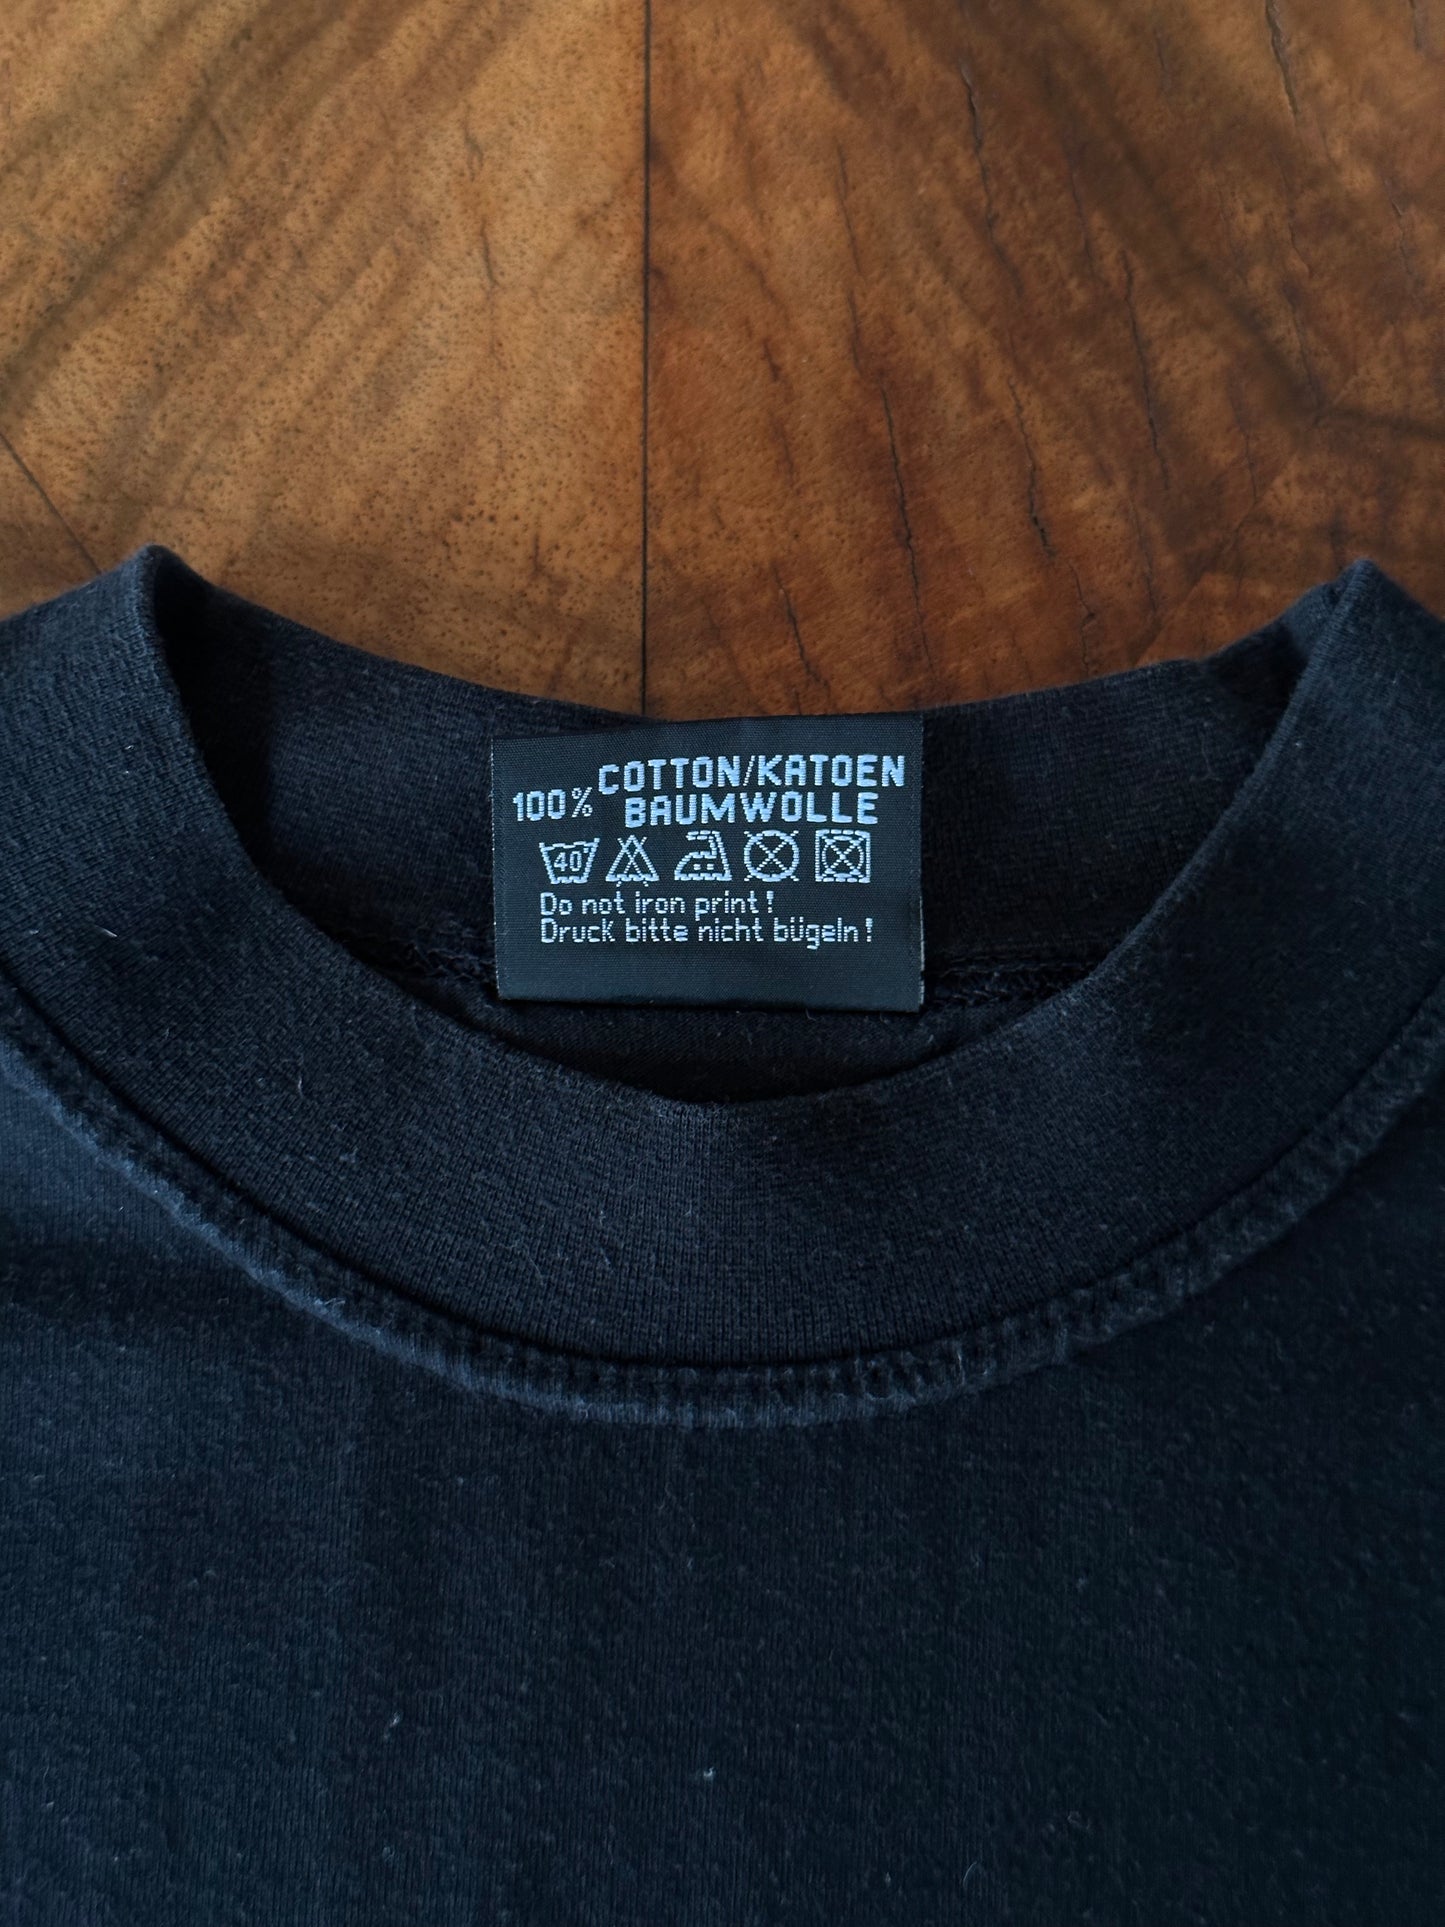 100% COTTON/KATOEN
BAUMWOLLE
40°
Do not iron print!
Druck bitte nicht bügeln!